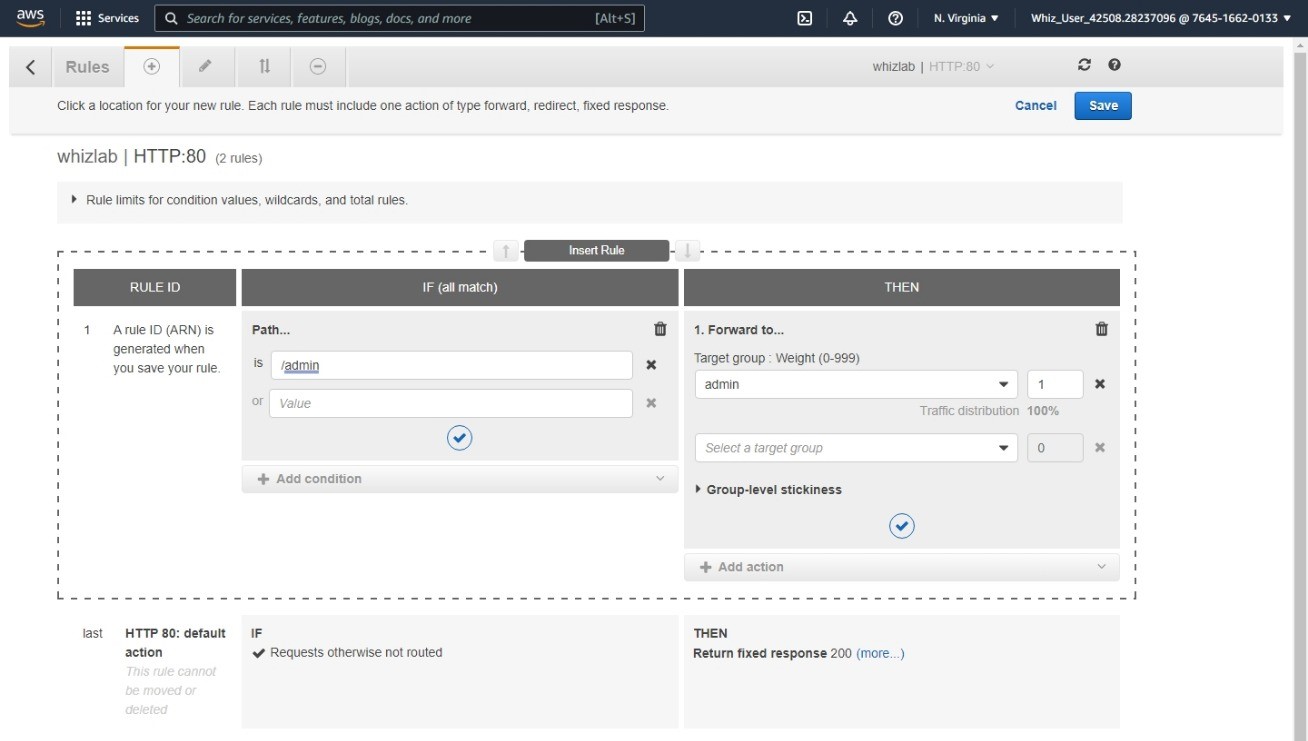 aws Services Search for services, features, blogs, docs, and more [Alt+S] N. Virginia Whiz_User_42508.28237096 @ 7645-1662-0133
Rules whizlab | HTTP:80
Click a location for your new rule. Each rule must include one action of type forward, redirect, fixed response. Cancel Save
whizlab | HTTP:80 (2 rules)
Rule limits for condition values, wildcards, and total rules.
Insert Rule
RULE ID IF (all match) THEN
1 A rule ID (ARN) is
generated when
you save your rule.
Path...
is /admin
or Value
Add condition
1. Forward to...
Target group : Weight (0-999)
admin 1
Traffic distribution 100%
Select a target group 0
Group-level stickiness
Add action
last HTTP 80: default
action
This rule cannot
be moved or
deleted
IF
Requests otherwise not routed
THEN
Return fixed response 200 (more...)